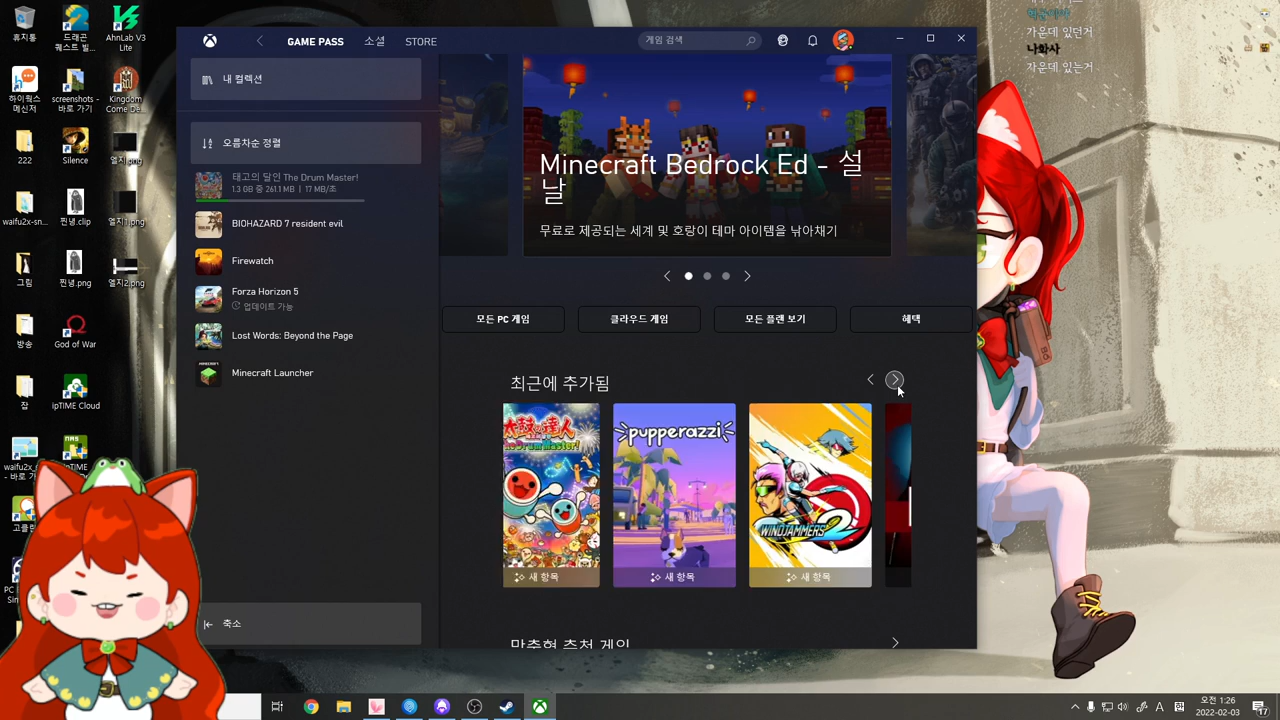 휴지통
드래곤
퀘스트 빌...
AhnLab V3
Lite
하이웍스
메신저
screenshots -
바로 가기
Kingdom
Come De...
222
Silence
엘지.png
waifu2x-sn...
찐녕.clip
엘지1.png
그림
찐녕.png
엘지2.png
방송
God of War
잡
ipTIME Cloud
GAME PASS
소셜
STORE
게임 검색
내 컬렉션
오름차순 정렬
태고의 달인 The Drum Master!
1.3 GB 중 261.1 MB | 17 MB/초
BIOHAZARD 7 resident evil
Firewatch
Forza Horizon 5
업데이트 가능
Lost Words: Beyond the Page
Minecraft Launcher
축소
Minecraft Bedrock Ed - 설
날
무료로 제공되는 세계 및 호랑이 테마 아이템을 낚아채기
모든 PC 게임
클라우드 게임
모든 플랜 보기
혜택
최근에 추가됨
pupperazzi
WINDJAMMERS 2
새 항목
새 항목
새 항목
맞춤형 추천 게임
가운데 있던거
나화사
자운데 있는거
A
오전 1:26
2022-02-03
17